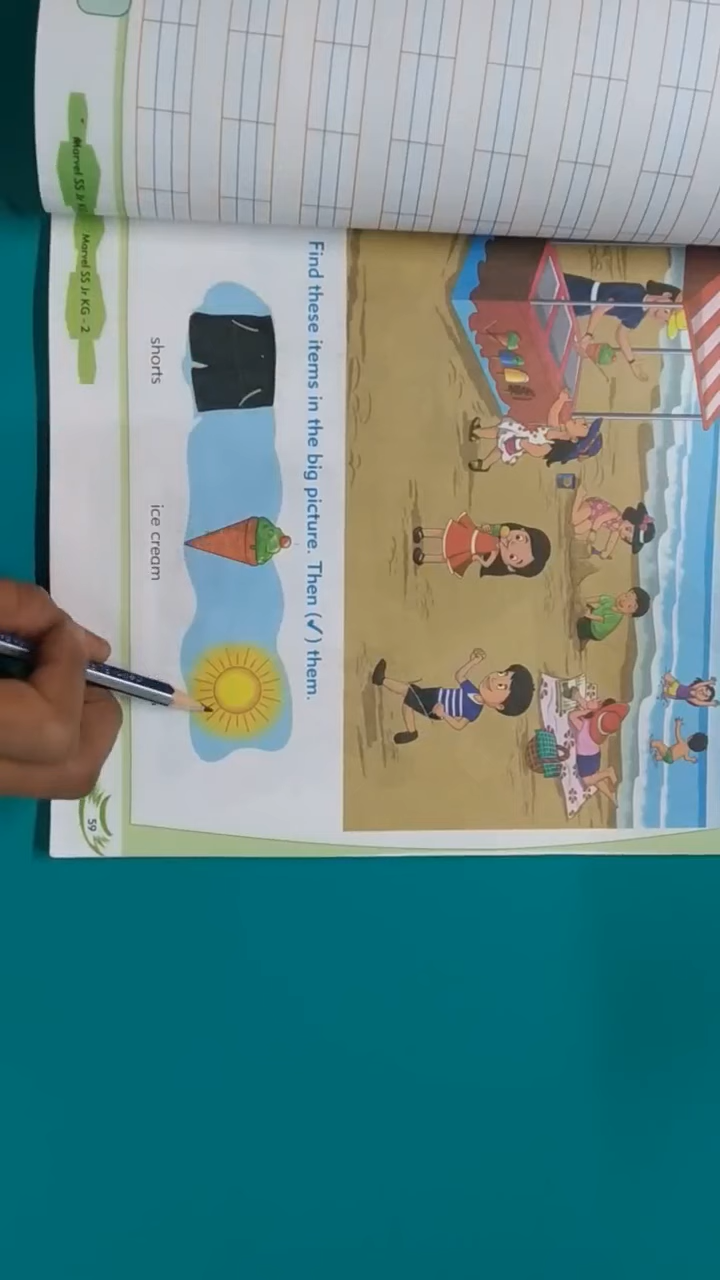 Find these items in the big picture. Then (✓) them.
shorts
ice cream
Marvel SS Jr KG - 2
59